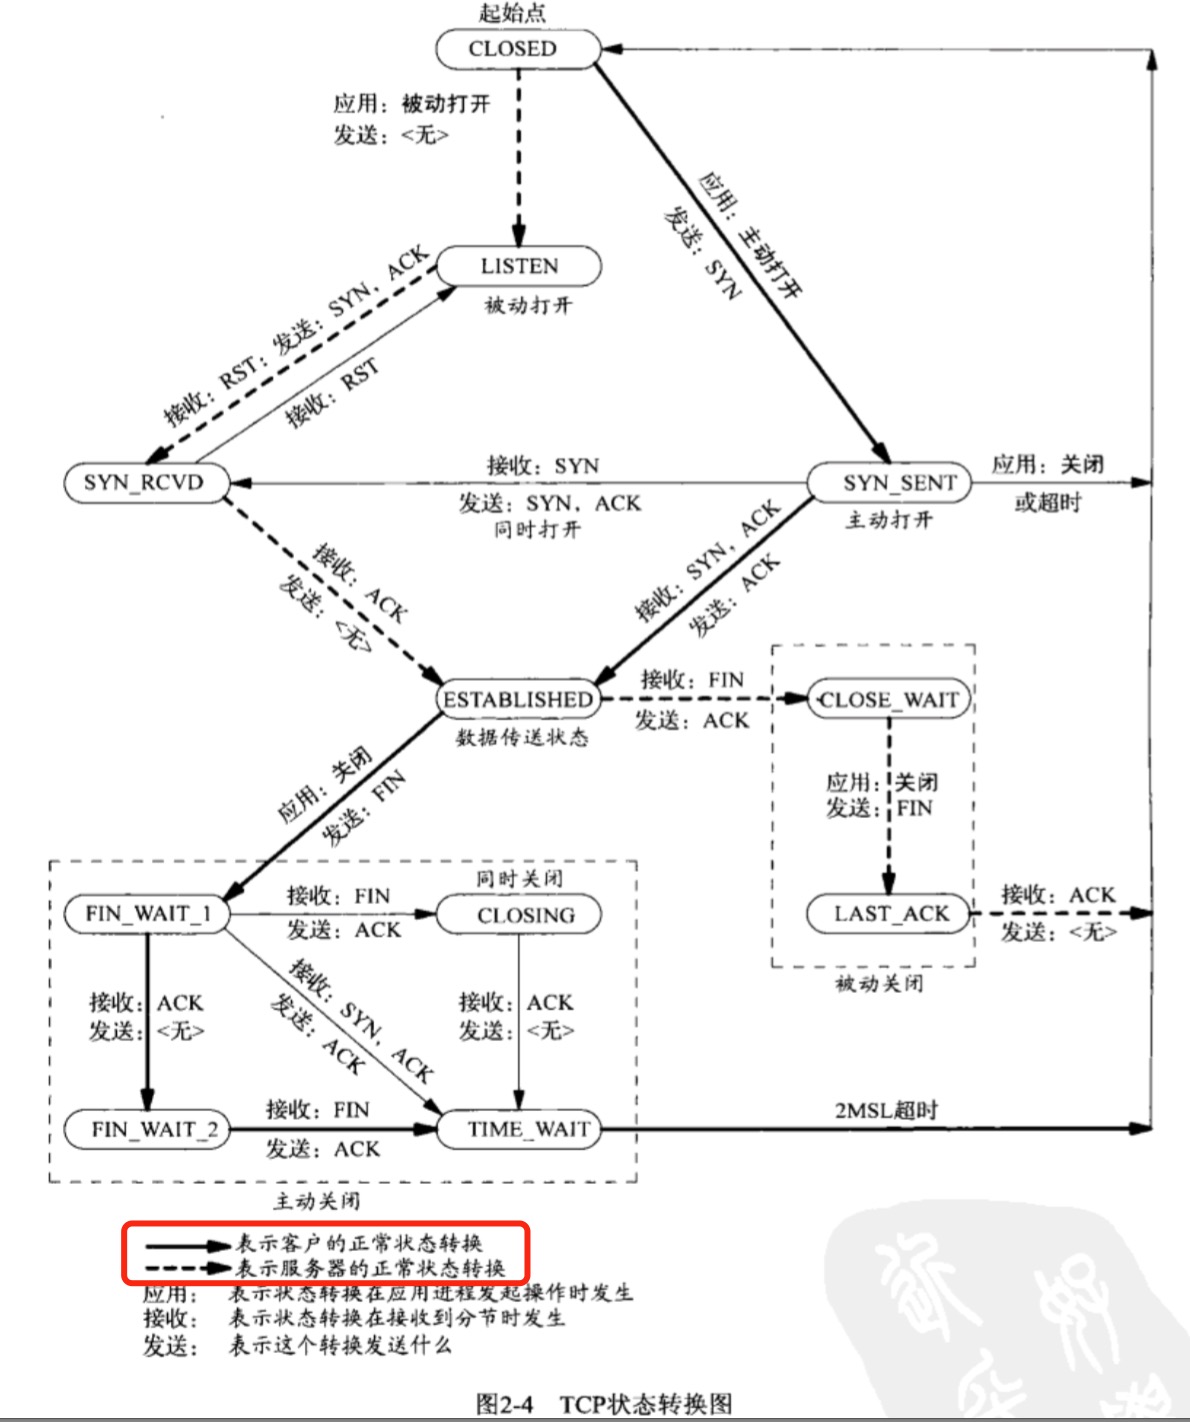 起始点
CLOSED
应用：被动打开
发送：<无>
应用：主动打开
发送：SYN
LISTEN
被动打开
接收：RST；发送：SYN，ACK
接收：RST
SYN_RCVD
接收：SYN
发送：SYN，ACK
同时打开
SYN_SENT
主动打开
应用：关闭
或超时
接收：ACK
发送：<无>
接收：SYN，ACK
发送：ACK
ESTABLISHED
数据传送状态
接收：FIN
发送：ACK
CLOSE_WAIT
应用：关闭
发送：FIN
应用：关闭
发送：FIN
LAST_ACK
接收：ACK
发送：<无>
被动关闭
FIN_WAIT_1
接收：FIN
发送：ACK
同时关闭
CLOSING
接收：ACK
发送：<无>
接收：SYN，ACK
发送：ACK
接收：ACK
发送：<无>
FIN_WAIT_2
接收：FIN
发送：ACK
TIME_WAIT
2MSL超时
主动关闭
表示客户的正常状态转换
表示服务器的正常状态转换
应用： 表示状态转换在应用进程发起操作时发生
接收： 表示状态转换在接收到分节时发生
发送： 表示这个转换发送什么
图2-4 TCP状态转换图